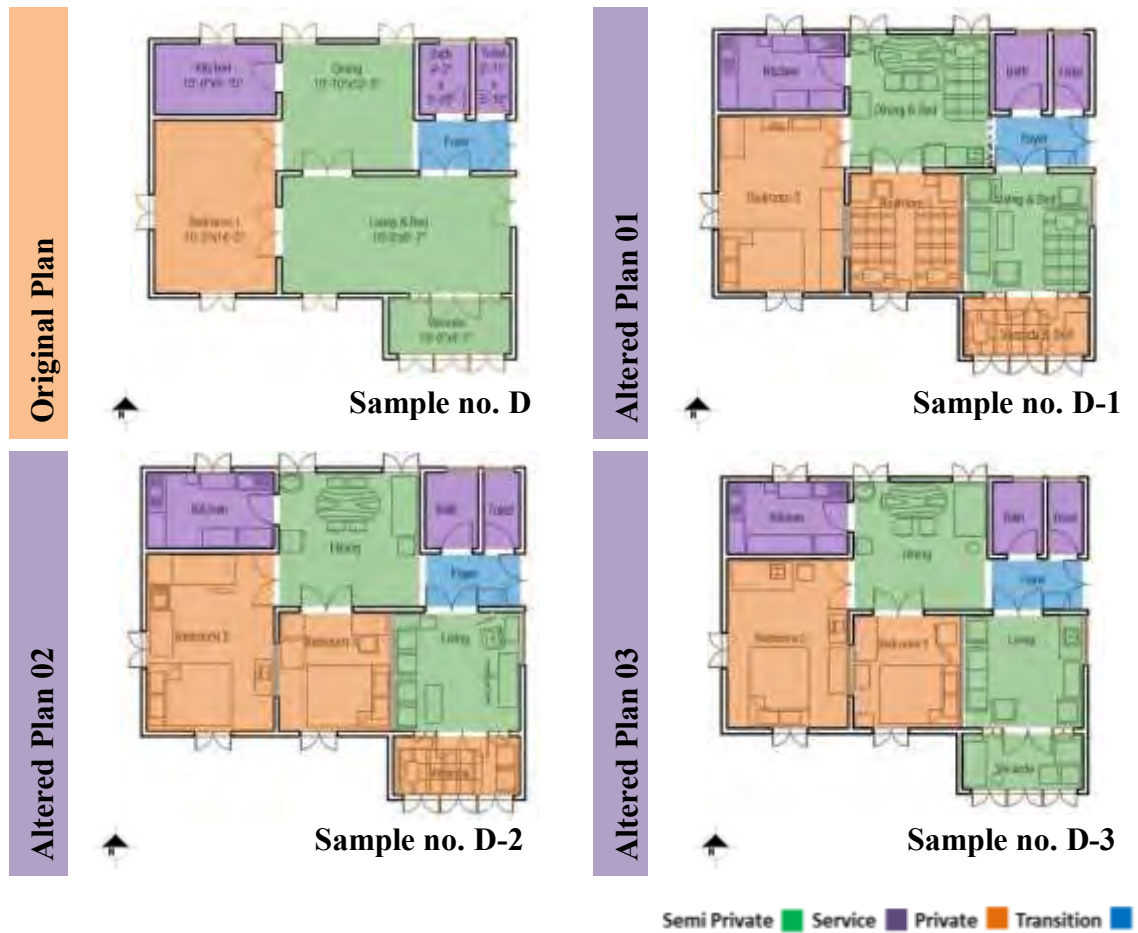 Original Plan
Kitchen
Dining
Bath
Toilet
Foyer
Bedroom 1
Living & Bed
Veranda
N
Sample no. D
Altered Plan 01
Kitchen
Dining & Bed
Bath
Toilet
Foyer
Bedroom 2
Bedroom
Living & Bed
Veranda & Bed
N
Sample no. D-1
Altered Plan 02
Kitchen
Dining
Bath
Toilet
Foyer
Bedroom 2
Bedroom
Living
Veranda
N
Sample no. D-2
Altered Plan 03
Kitchen
Dining
Bath
Toilet
Foyer
Bedroom
Bedroom
Living
Veranda
N
Sample no. D-3
Semi Private Service Private Transition